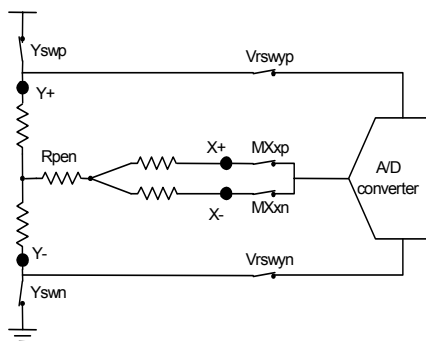 Yswp
Vrswyp
Y+
Rpen
X+
MXxp
A/D
converter
X-
MXxn
Y-
Vrswyn
Yswn